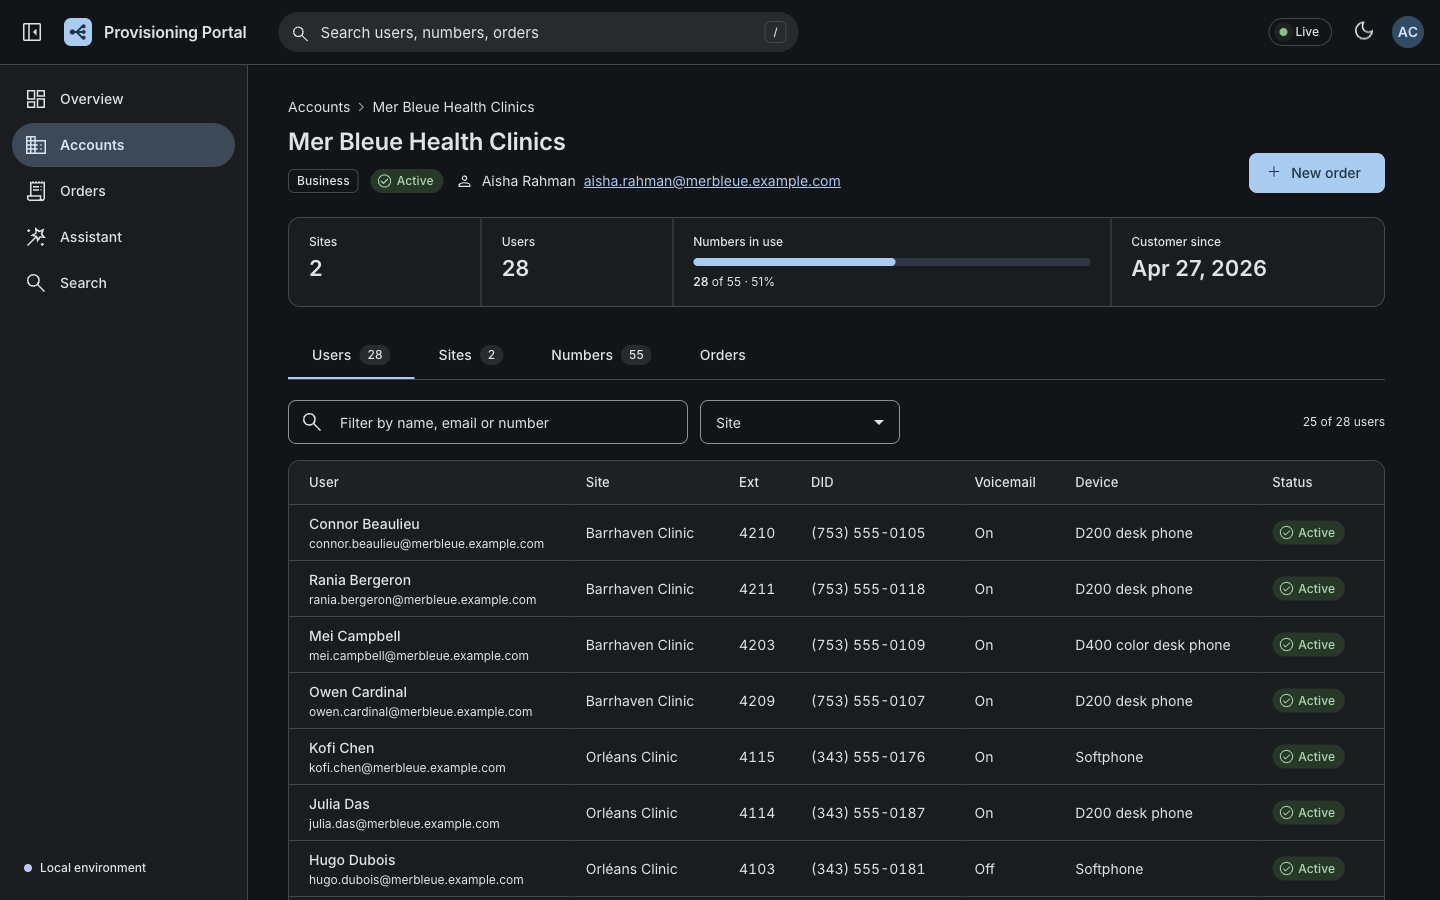 Provisioning Portal
Search users, numbers, orders
/
Live
AC
Overview
Accounts
Orders
Assistant
Search
Local environment
Accounts > Mer Bleue Health Clinics
Mer Bleue Health Clinics
Business
Active
Aisha Rahman aisha.rahman@merbleue.example.com
+ New order
Sites
2
Users
28
Numbers in use
28 of 55 · 51%
Customer since
Apr 27, 2026
Users 28
Sites 2
Numbers 55
Orders
Filter by name, email or number
Site
25 of 28 users
User Site Ext DID Voicemail Device Status
Connor Beaulieu
connor.beaulieu@merbleue.example.com
Barrhaven Clinic 4210 (753) 555-0105 On D200 desk phone Active
Rania Bergeron
rania.bergeron@merbleue.example.com
Barrhaven Clinic 4211 (753) 555-0118 On D200 desk phone Active
Mei Campbell
mei.campbell@merbleue.example.com
Barrhaven Clinic 4203 (753) 555-0109 On D400 color desk phone Active
Owen Cardinal
owen.cardinal@merbleue.example.com
Barrhaven Clinic 4209 (753) 555-0107 On D200 desk phone Active
Kofi Chen
kofi.chen@merbleue.example.com
Orléans Clinic 4115 (343) 555-0176 On Softphone Active
Julia Das
julia.das@merbleue.example.com
Orléans Clinic 4114 (343) 555-0187 On D200 desk phone Active
Hugo Dubois
hugo.dubois@merbleue.example.com
Orléans Clinic 4103 (343) 555-0181 Off Softphone Active